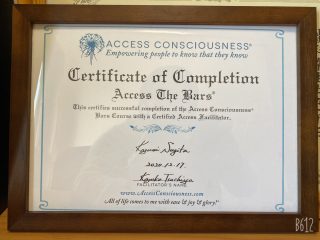 ACCESS CONSCIOUSNESS®
Empowering people to know that they know
Certificate of Completion
Access The Bars®
This certifies successful completion of the Access Consciousness®
Bars Course with a Certified Access Facilitator.
2020.12.17
FACILITATOR'S NAME
www.AccessConsciousness.com
All of life comes to me with ease & joy & glory!®
B612